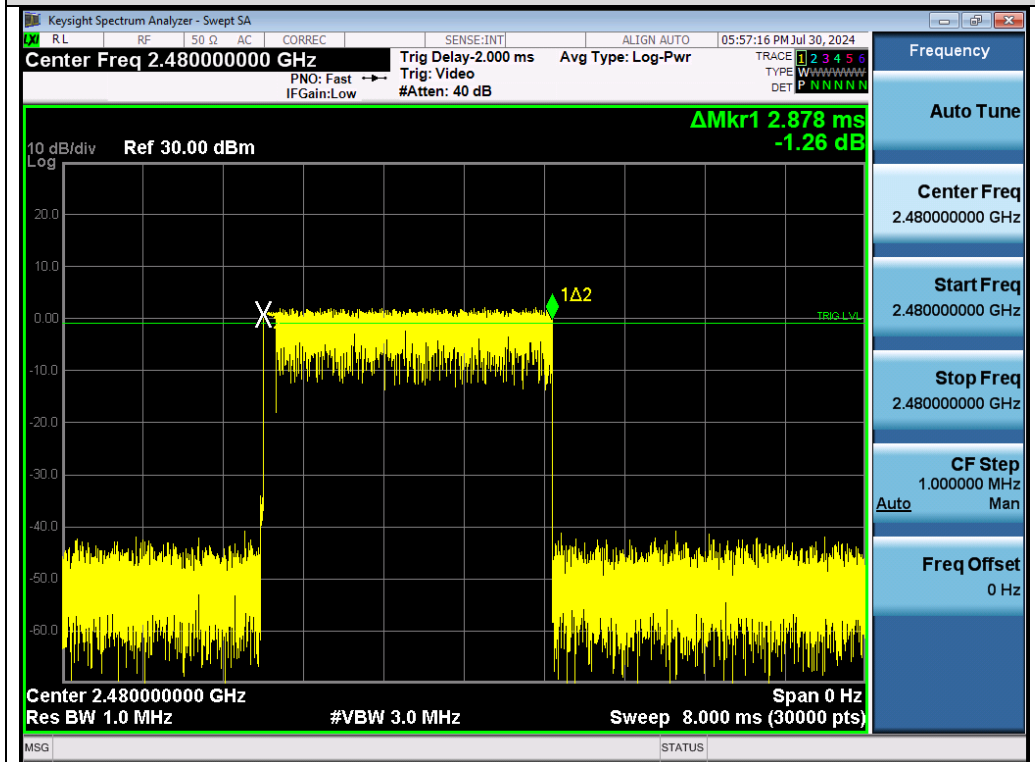 Keysight Spectrum Analyzer - Swept SA
LXI RL RF 50 Ω AC CORREC SENSE:INT ALIGN AUTO 05:57:16 PM Jul 30, 2024
Center Freq 2.480000000 GHz
PNO: Fast
IFGain:Low
Trig Delay-2.000 ms
Trig: Video
#Atten: 40 dB
Avg Type: Log-Pwr
TRACE 1 2 3 4 5 6
TYPE W
DET P N N N N N
ΔMkr1 2.878 ms
-1.26 dB
10 dB/div
Log
Ref 30.00 dBm
20.0
10.0
0.00
-10.0
-20.0
-30.0
-40.0
-50.0
-60.0
1Δ2
TRIG LVL
Center 2.480000000 GHz
Span 0 Hz
Res BW 1.0 MHz
#VBW 3.0 MHz
Sweep 8.000 ms (30000 pts)
MSG
STATUS
Frequency
Auto Tune
Center Freq
2.480000000 GHz
Start Freq
2.480000000 GHz
Stop Freq
2.480000000 GHz
CF Step
1.000000 MHz
Auto Man
Freq Offset
0 Hz